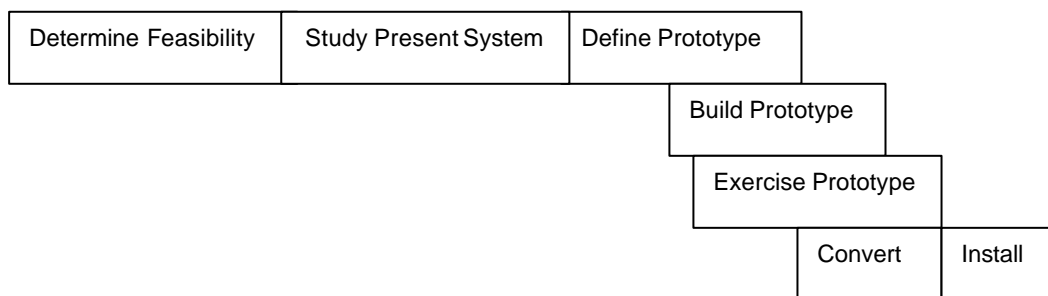 Determine Feasibility Study Present System Define Prototype
Build Prototype
Exercise Prototype
Convert Install